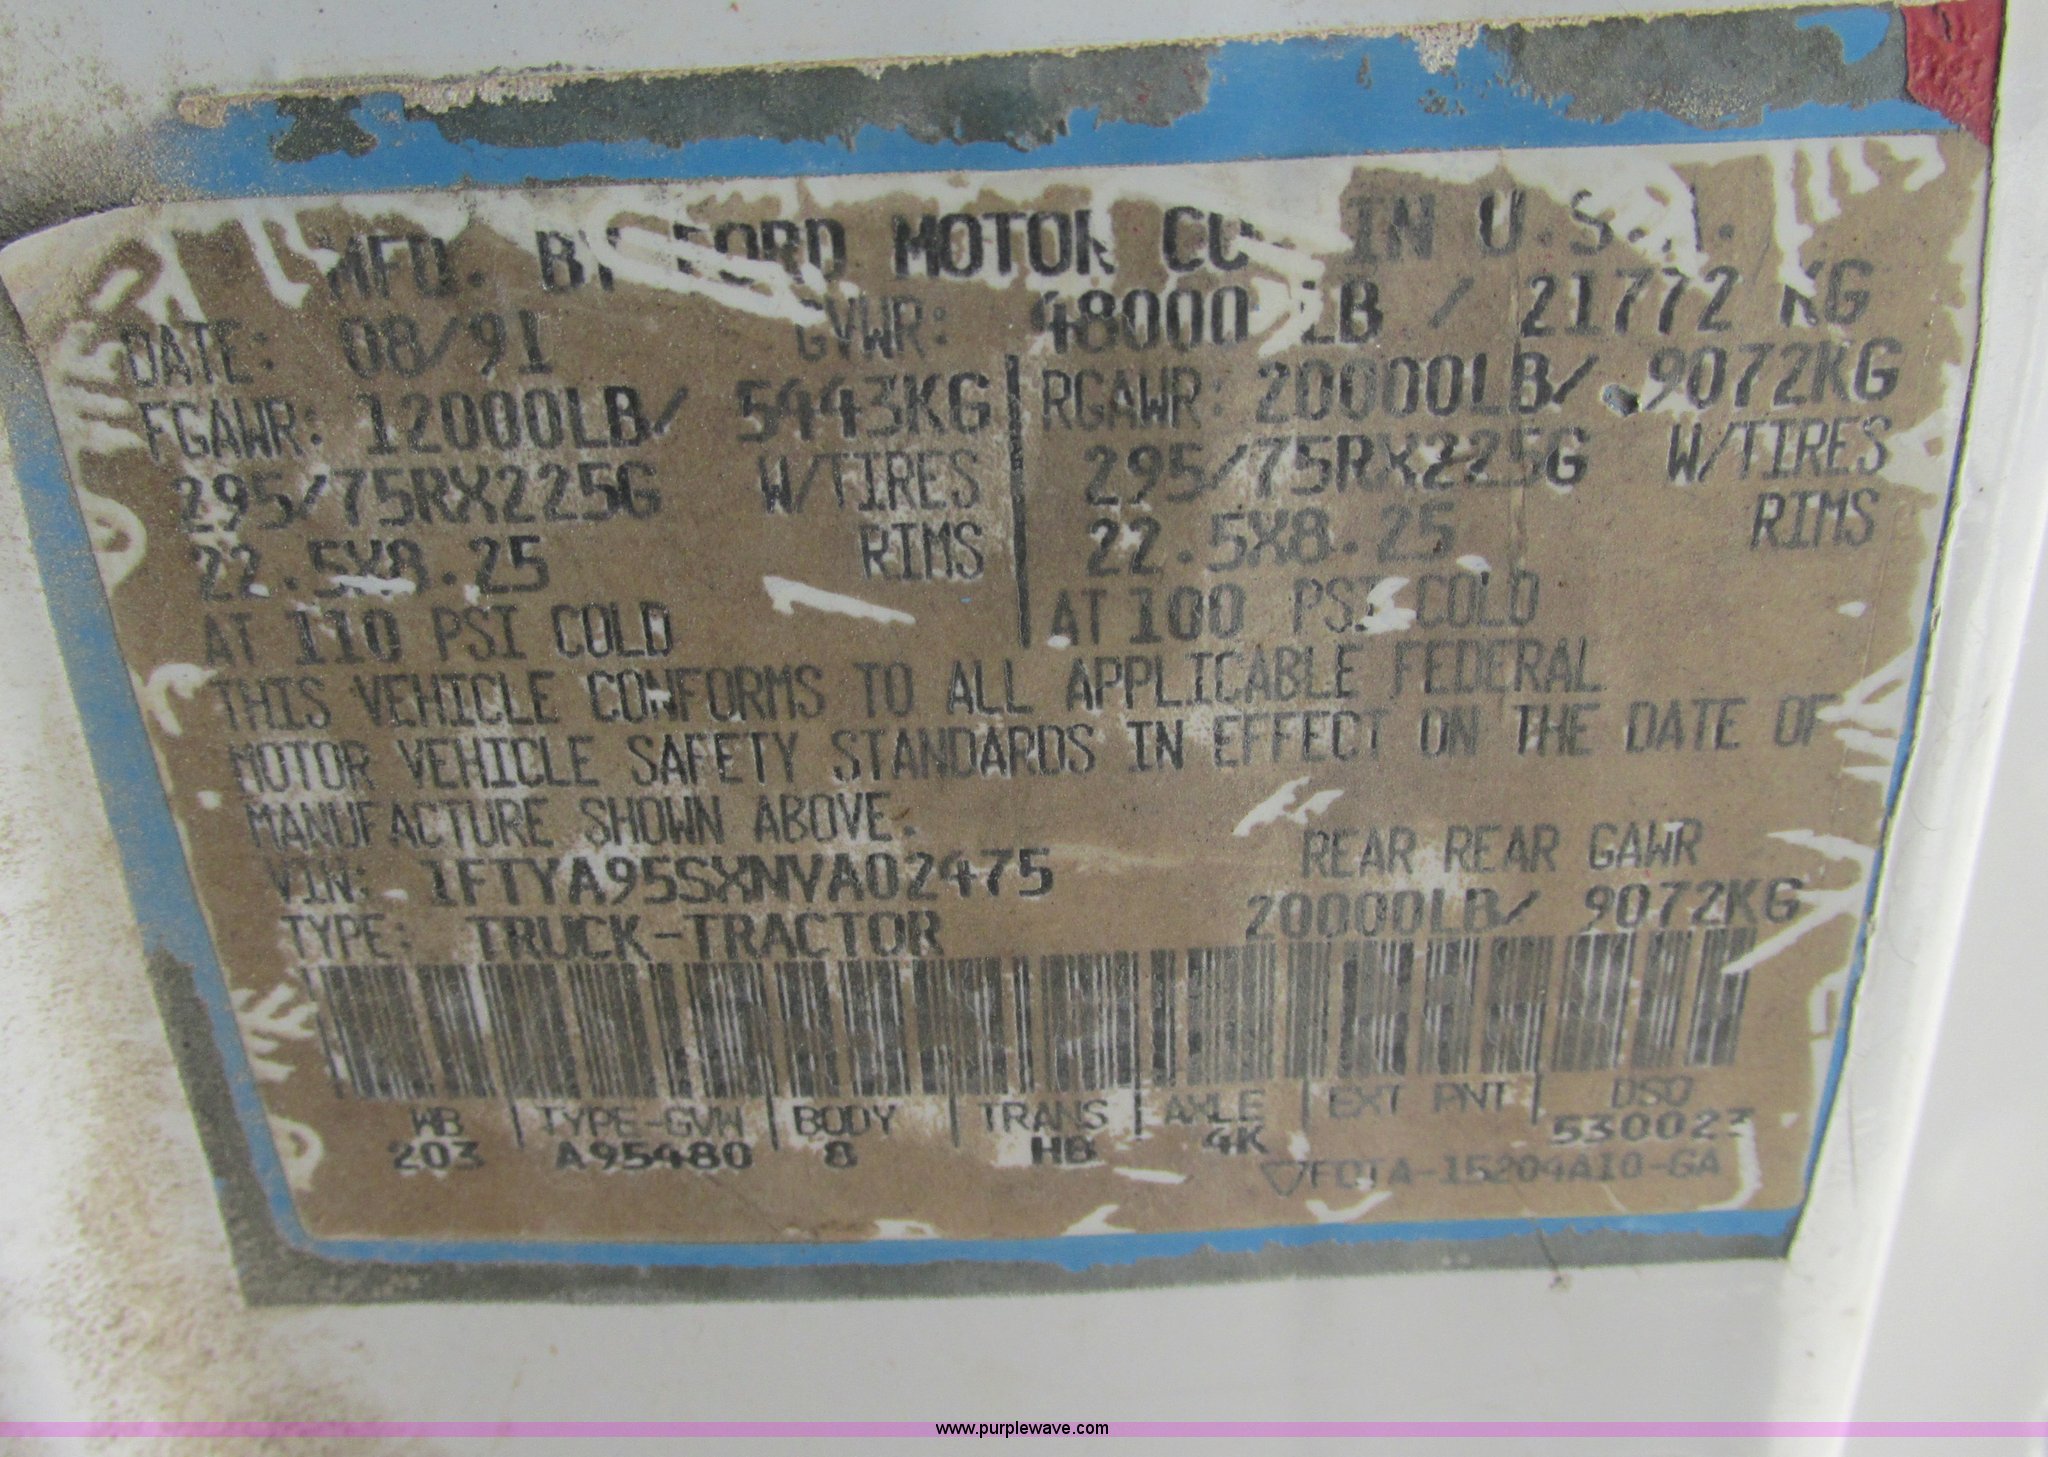 MFD. BY FORD MOTOR CO. IN U.S.A.
DATE: 08/91 GVWR: 48000 LB / 21772 KG
FGAWR: 12000LB/ 5443KG RGAWR: 20000LB/ 9072KG
295/75RX225G W/TIRES 295/75RX225G W/TIRES
22.5X8.25 RIMS 22.5X8.25 RIMS
AT 110 PSI COLD AT 100 PSI COLD
THIS VEHICLE CONFORMS TO ALL APPLICABLE FEDERAL
MOTOR VEHICLE SAFETY STANDARDS IN EFFECT ON THE DATE OF
MANUFACTURE SHOWN ABOVE.
REAR REAR GAWR
VIN: 1FTYA95SXNVA02475
20000LB/ 9072KG
TYPE: TRUCK-TRACTOR
WB TYPE-GVW BODY TRANS AXLE EXT PNT DSO
203 A95480 8 HB 4K 530023
FOTA-15204A10-GA
www.purplewave.com